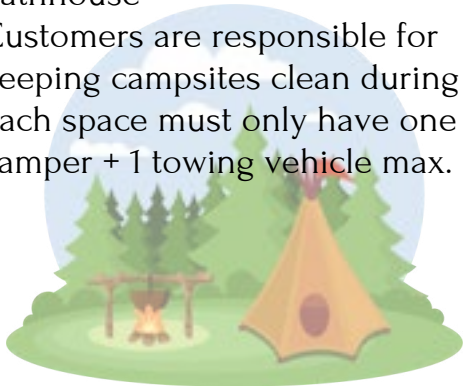 athhouse
Customers are responsible for
eeping campsites clean during
ach space must only have one
amper + 1 towing vehicle max.